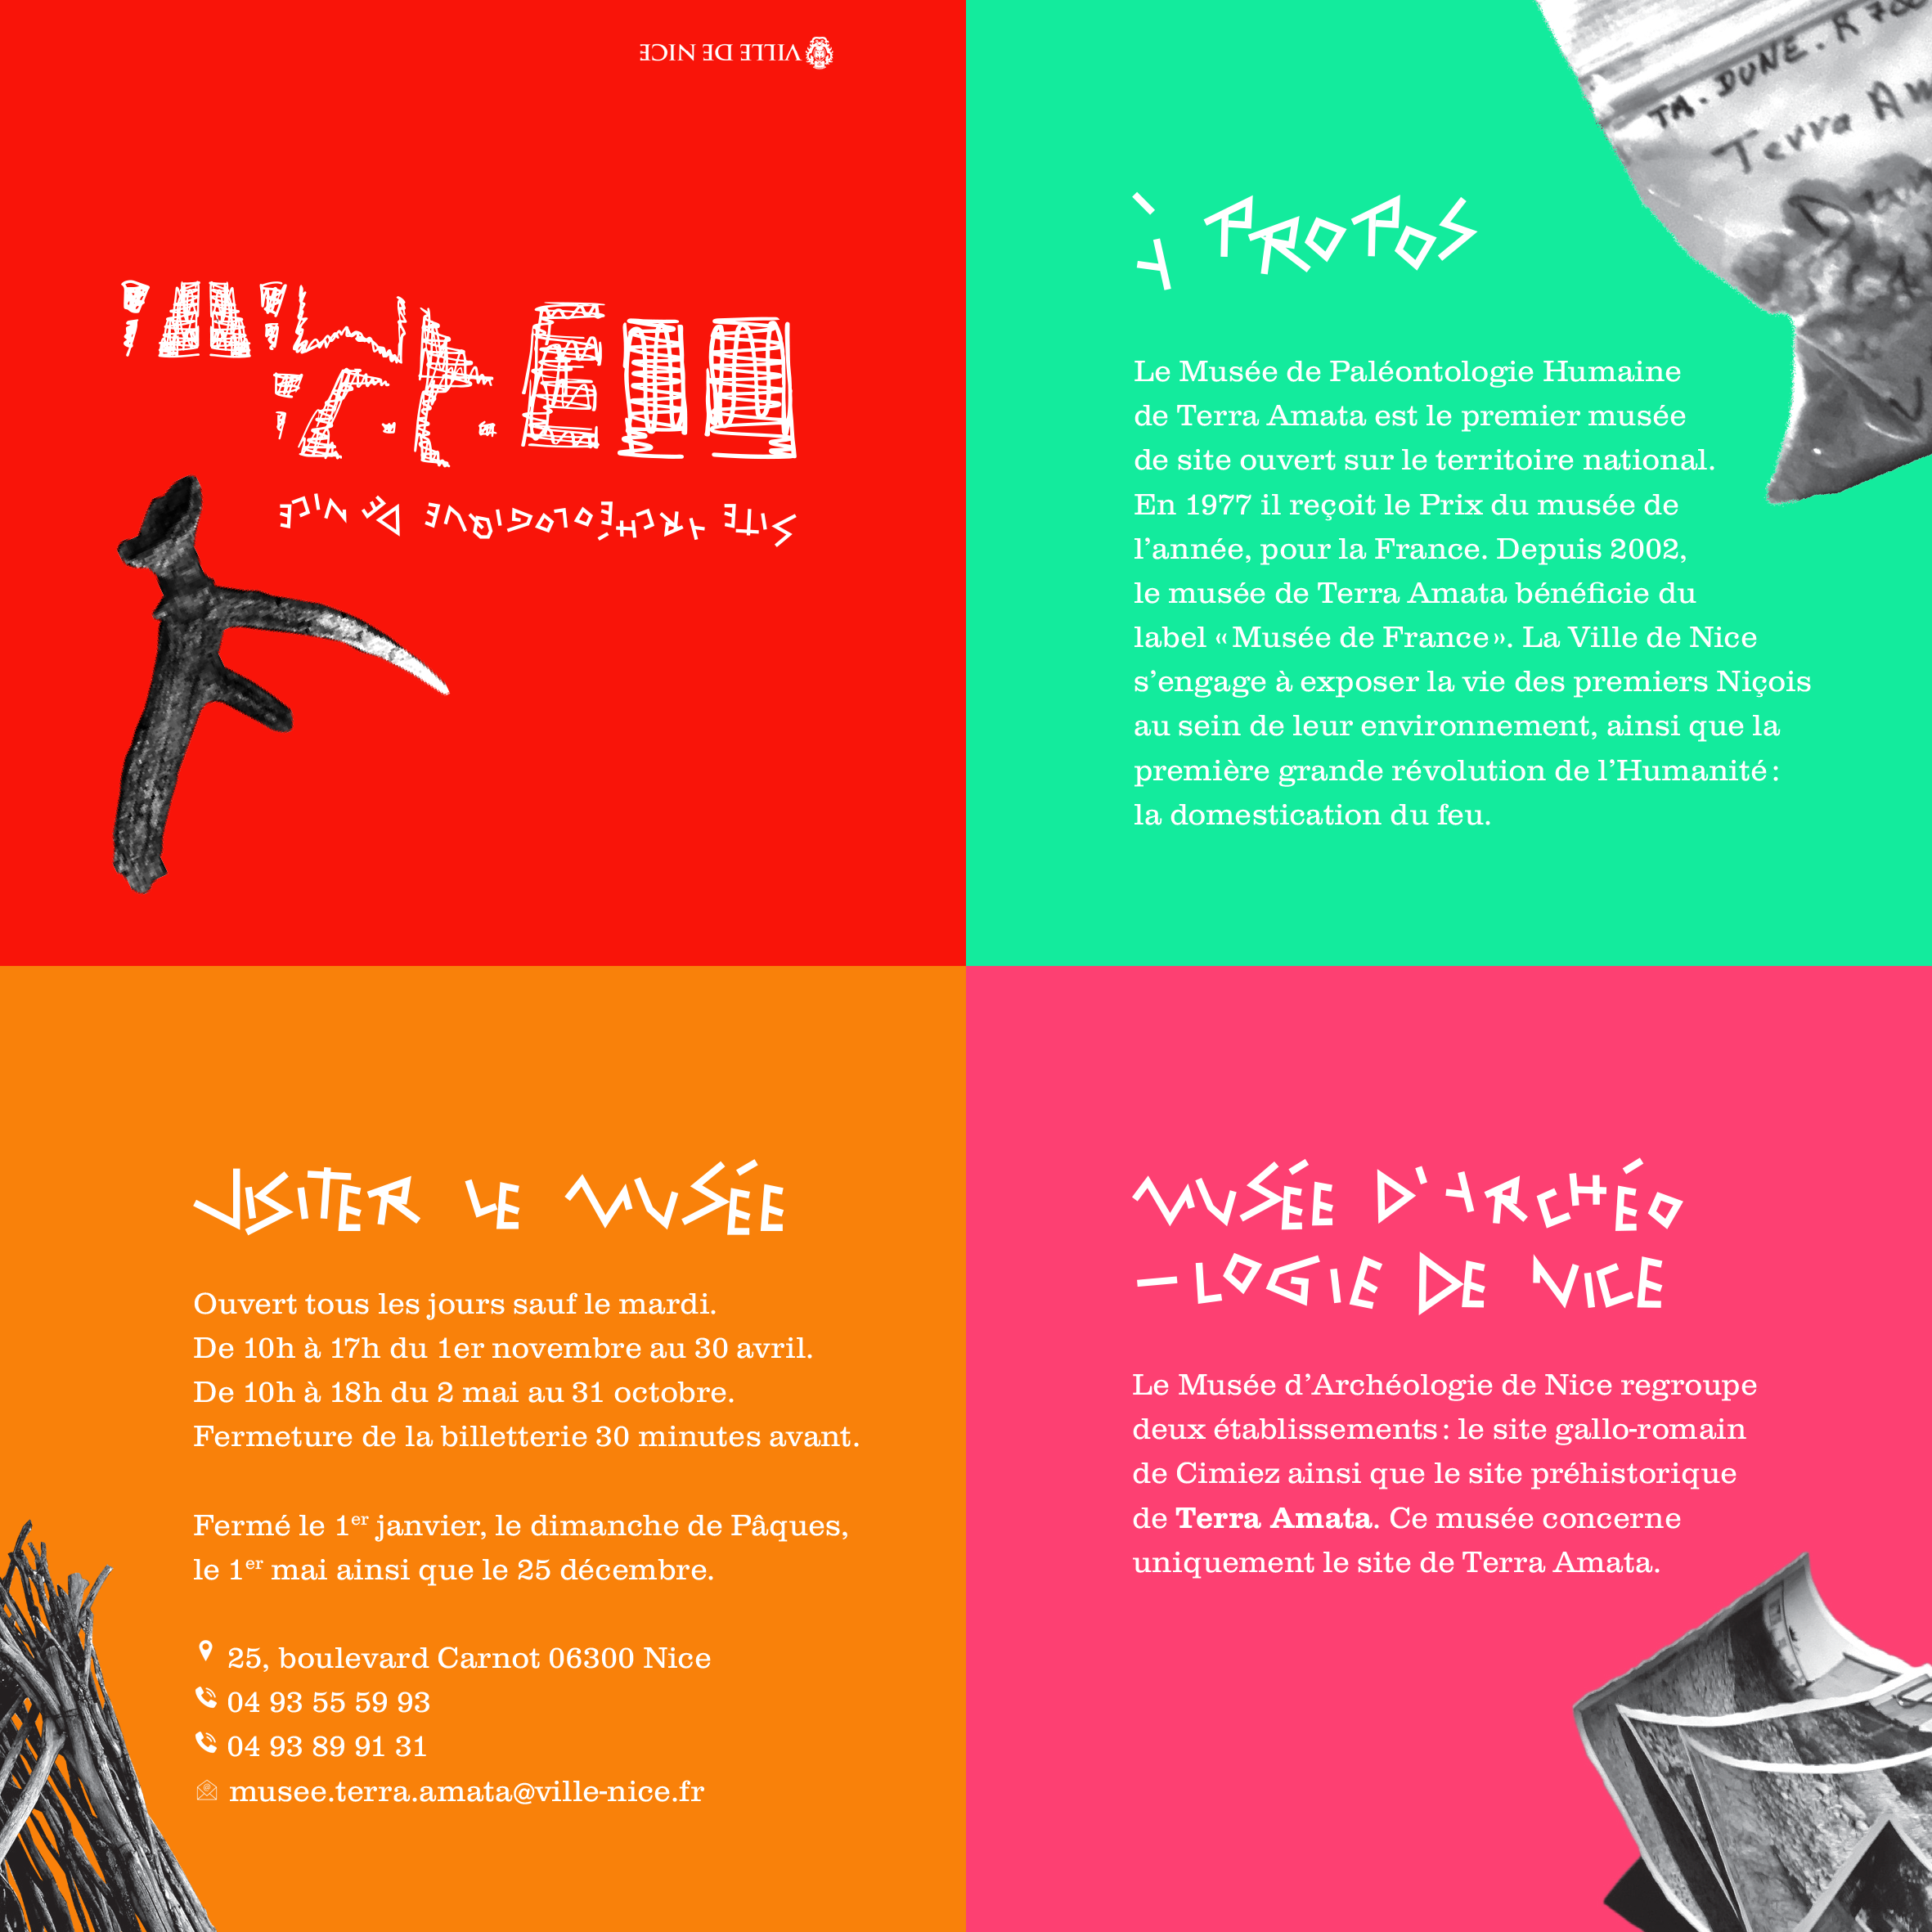 VILLE DE NICE
SITE ARCHÉOLOGIQUE DE NICE
TA. DUNE. R
Terra Am
À PROPOS
Le Musée de Paléontologie Humaine
de Terra Amata est le premier musée
de site ouvert sur le territoire national.
En 1977 il reçoit le Prix du musée de
l’année, pour la France. Depuis 2002,
le musée de Terra Amata bénéficie du
label « Musée de France ». La Ville de Nice
s’engage à exposer la vie des premiers Niçois
au sein de leur environnement, ainsi que la
première grande révolution de l’Humanité :
la domestication du feu.
VISITER LE MUSÉE
Ouvert tous les jours sauf le mardi.
De 10h à 17h du 1er novembre au 30 avril.
De 10h à 18h du 2 mai au 31 octobre.
Fermeture de la billetterie 30 minutes avant.
Fermé le 1er janvier, le dimanche de Pâques,
le 1er mai ainsi que le 25 décembre.
25, boulevard Carnot 06300 Nice
04 93 55 59 93
04 93 89 91 31
musee.terra.amata@ville-nice.fr
MUSÉE D'ARCHÉO
-LOGIE DE NICE
Le Musée d’Archéologie de Nice regroupe
deux établissements : le site gallo-romain
de Cimiez ainsi que le site préhistorique
de Terra Amata. Ce musée concerne
uniquement le site de Terra Amata.